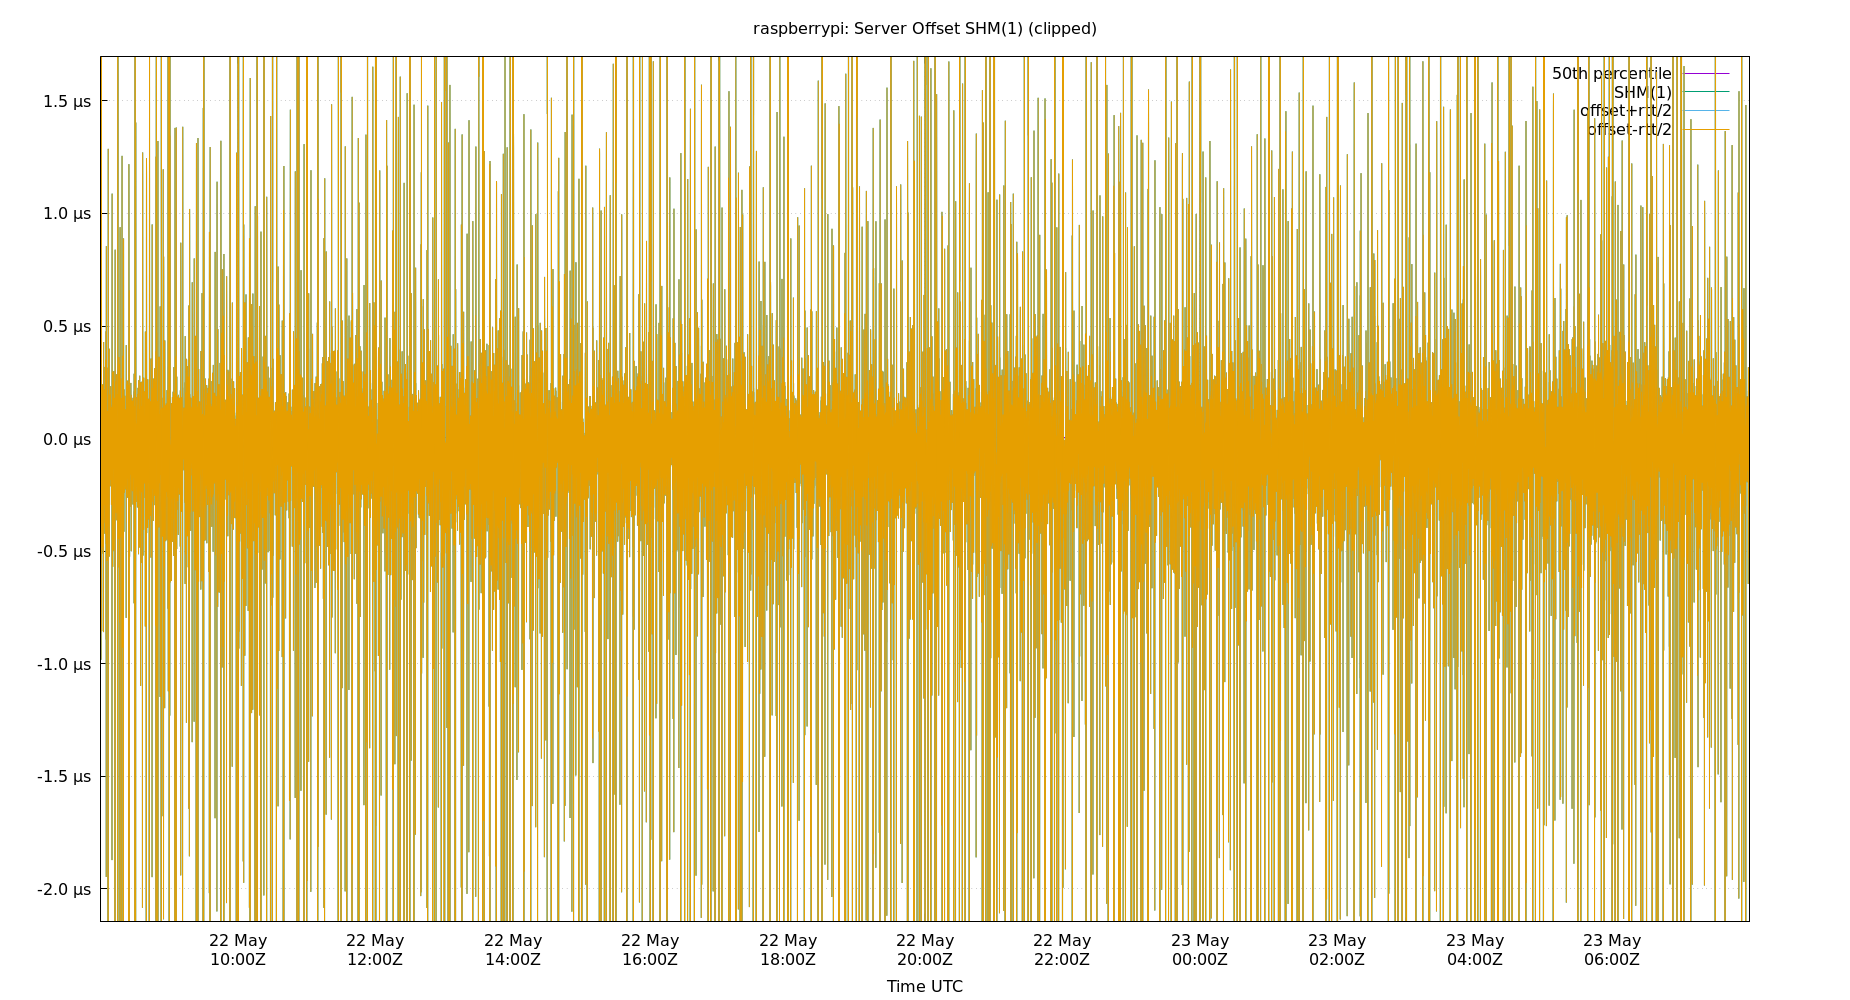 raspberrypi: Server Offset SHM(1) (clipped)
50th percentile
SHM(1)
offset+rtt/2
offset-rtt/2
1.5 µs
1.0 µs
0.5 µs
0.0 µs
-0.5 µs
-1.0 µs
-1.5 µs
-2.0 µs
22 May 22 May 22 May 22 May 22 May 22 May 22 May 23 May 23 May 23 May 23 May
10:00Z 12:00Z 14:00Z 16:00Z 18:00Z 20:00Z 22:00Z 00:00Z 02:00Z 04:00Z 06:00Z
Time UTC